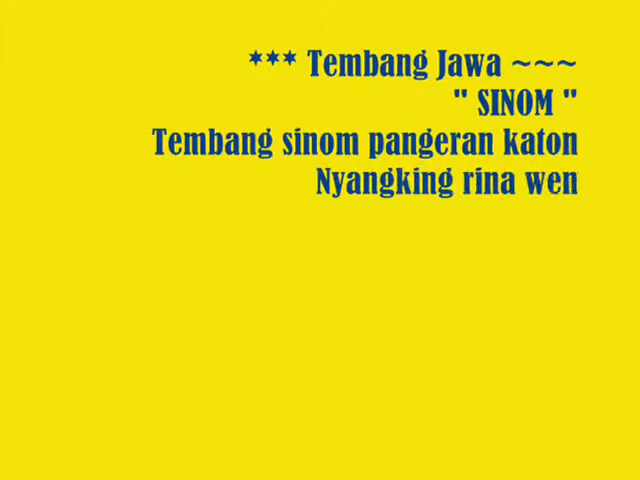 *** Tembang Jawa ~~~
" SINOM "
Tembang sinom pangeran katon
Nyangking rina wen